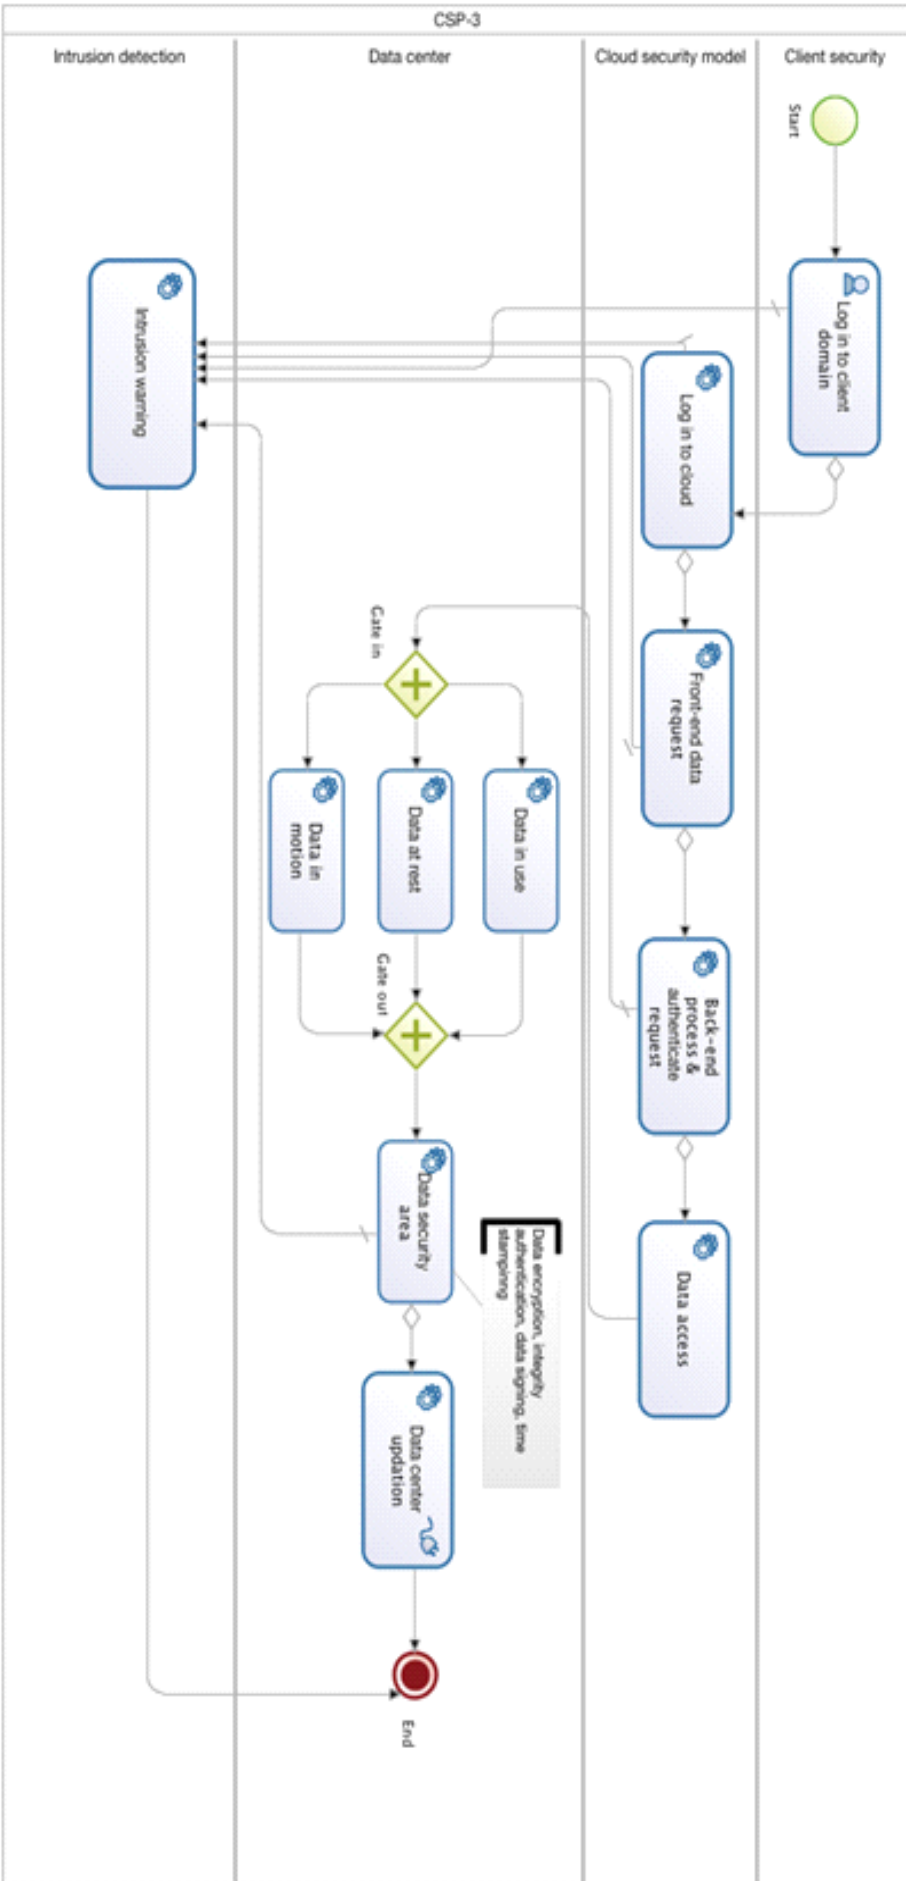 CSP-3
Intrusion detection
Data center
Cloud security model
Client security
Start
Log in to client
domain
Log in to cloud
Intrusion warning
Front-end data
request
Gate in
Data in use
Data at rest
Data in
motion
Gate out
Back-end
process &
authenticate
request
Data access
Data security
area
Data encryption, integrity
authentication, data signing, time
stampinng
Data center
updation
End